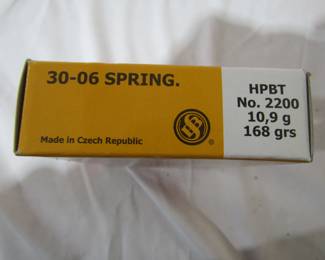 30-06 SPRING.
Made in Czech Republic
®
HPBT
No. 2200
10,9 g
168 grs